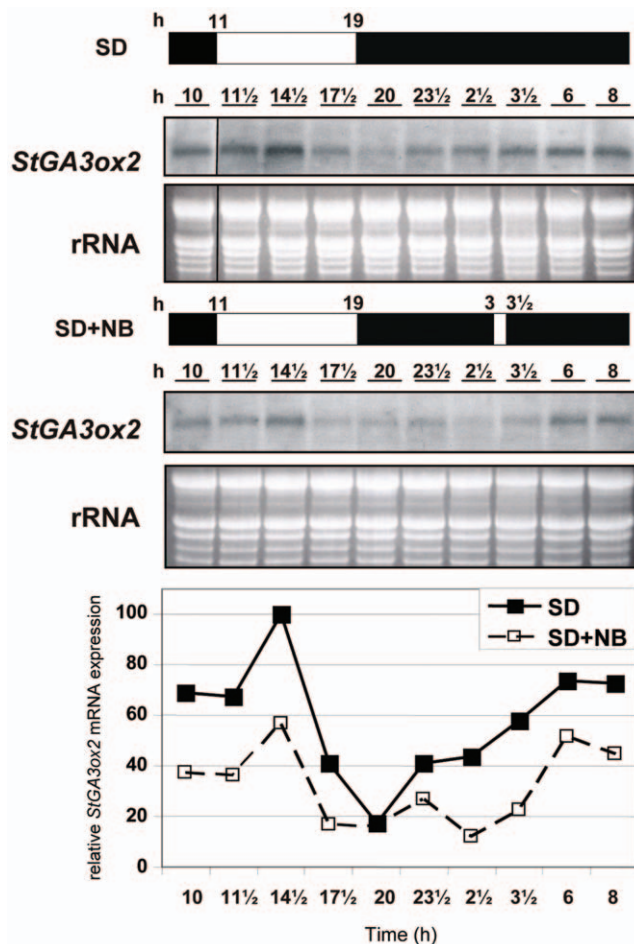 h 11 19
SD
h 10 11½ 14½ 17½ 20 23½ 2½ 3½ 6 8
StGA3ox2
rRNA
h 11 19 3 3½
SD+NB
h 10 11½ 14½ 17½ 20 23½ 2½ 3½ 6 8
StGA3ox2
rRNA
relative StGA3ox2 mRNA expression
100
80
60
40
20
0
SD
SD+NB
10 11½ 14½ 17½ 20 23½ 2½ 3½ 6 8
Time (h)